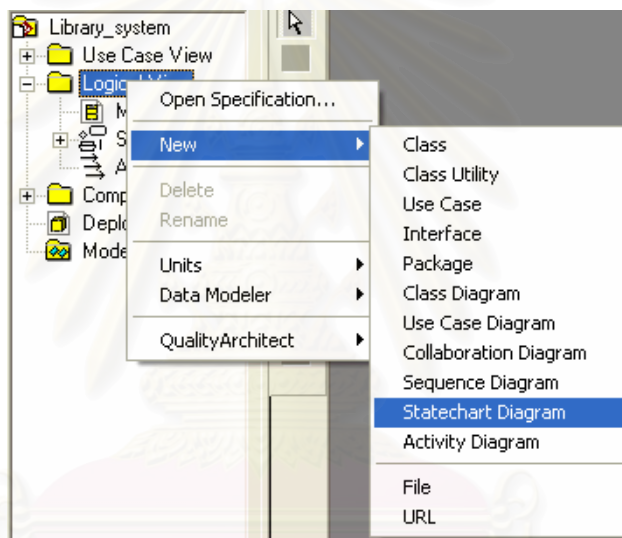 Library_system
Use Case View
Logic
Open Specification...
New
Delete
Rename
Units
Data Modeler
QualityArchitect
M
S
A
Comp
Deplo
Mode
Class
Class Utility
Use Case
Interface
Package
Class Diagram
Use Case Diagram
Collaboration Diagram
Sequence Diagram
Statechart Diagram
Activity Diagram
File
URL